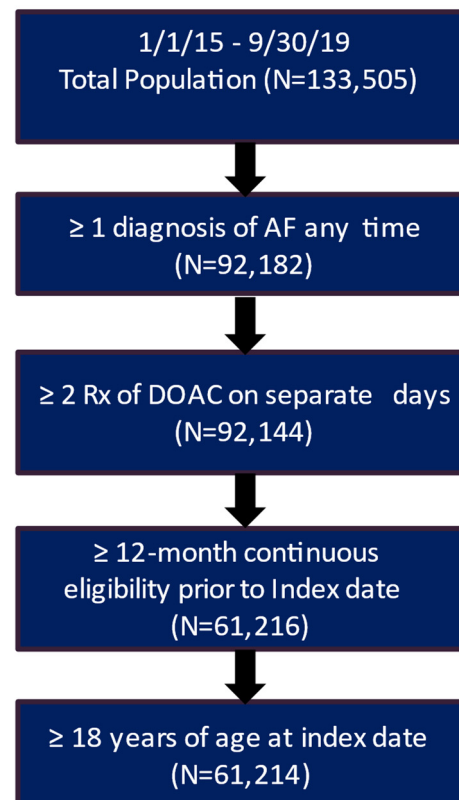 1/1/15 - 9/30/19
Total Population (N=133,505)
≥ 1 diagnosis of AF any time
(N=92,182)
≥ 2 Rx of DOAC on separate days
(N=92,144)
≥ 12-month continuous
eligibility prior to Index date
(N=61,216)
≥ 18 years of age at index date
(N=61,214)